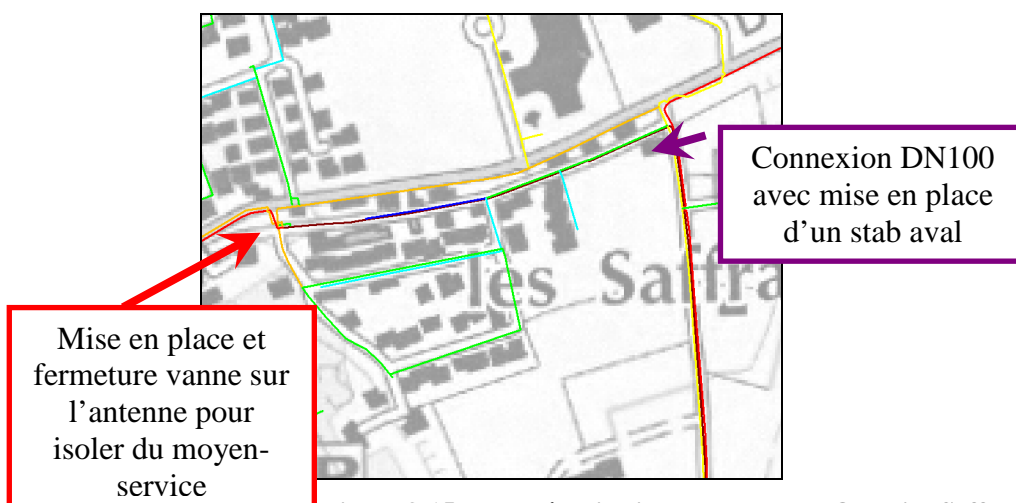 Connexion DN100
avec mise en place
d'un stab aval
les Saffra
Mise en place et
fermeture vanne sur
l'antenne pour
isoler du moyen-
service